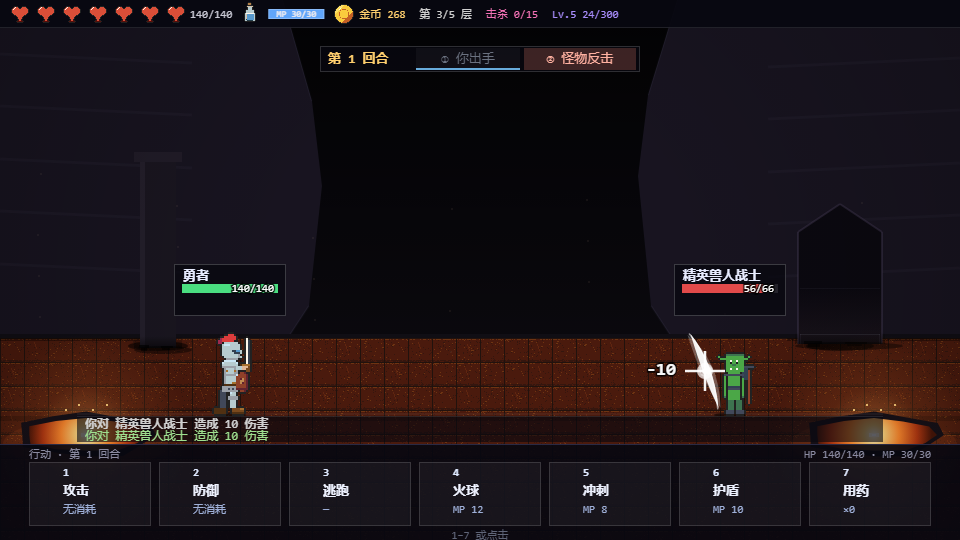 140/140 MP 30/30 金币 268 第 3/5 层 击杀 0/15 Lv.5 24/300
第 1 回合 ① 你出手 ② 怪物反击
勇者
140/140
精英兽人战士
56/66
-10
你对 精英兽人战士 造成 10 伤害
你对 精英兽人战士 造成 10 伤害
行动 · 第 1 回合 HP 140/140 · MP 30/30
1 2 3 4 5 6 7
攻击 防御 逃跑 火球 冲刺 护盾 用药
无消耗 无消耗 — MP 12 MP 8 MP 10 ×0
1-7 或点击